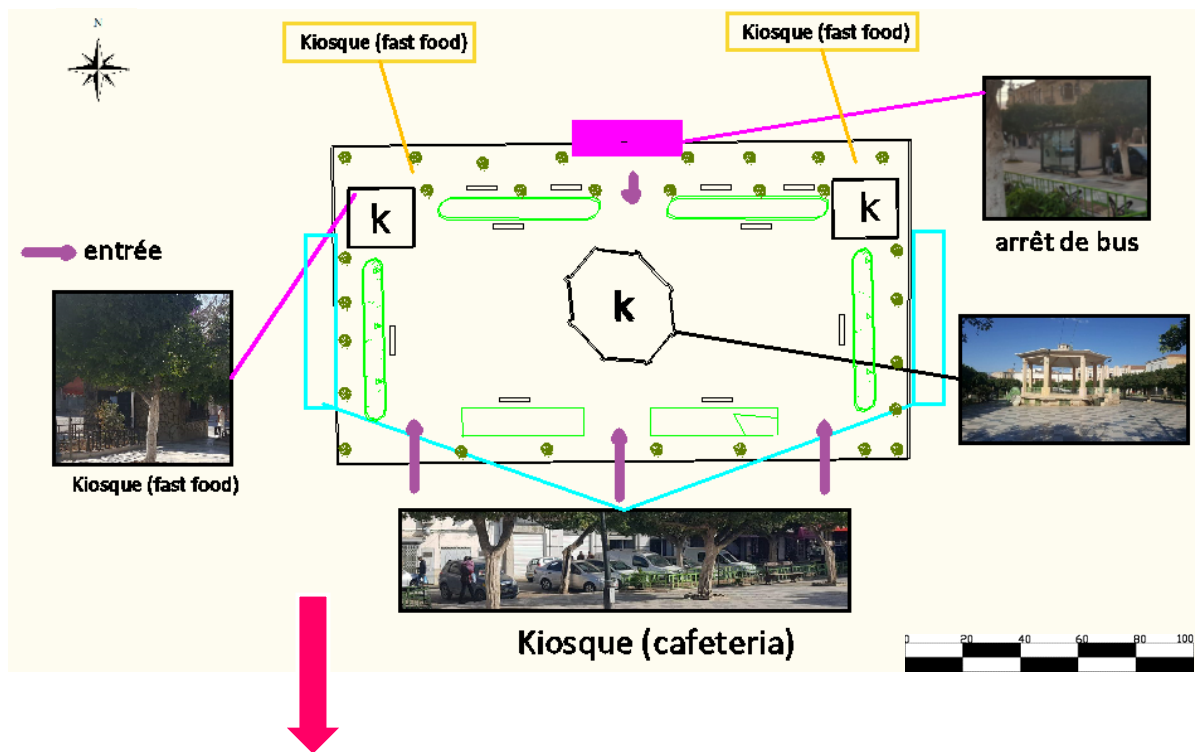 N
Kiosque (fast food)
Kiosque (fast food)
k
k
entrée
arrêt de bus
k
Kiosque (fast food)
Kiosque (cafeteria)
0 20 40 60 80 100